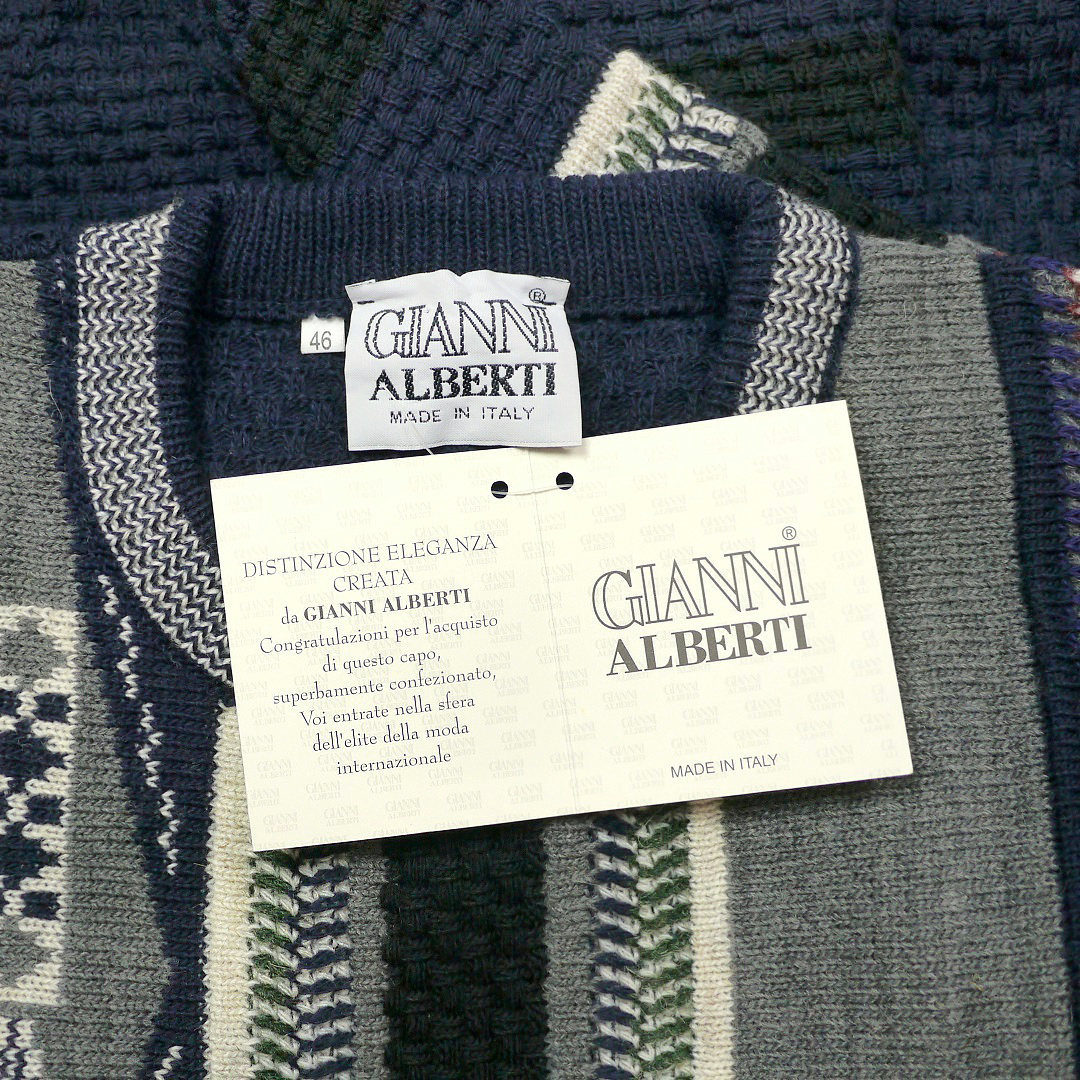 46
GIANNI®
ALBERTI
MADE IN ITALY
DISTINZIONE ELEGANZA
CREATA
da GIANNI ALBERTI
Congratulazioni per l'acquisto
di questo capo,
superbamente confezionato,
Voi entrate nella sfera
dell'elite della moda
internazionale
GIANNI®
ALBERTI
MADE IN ITALY